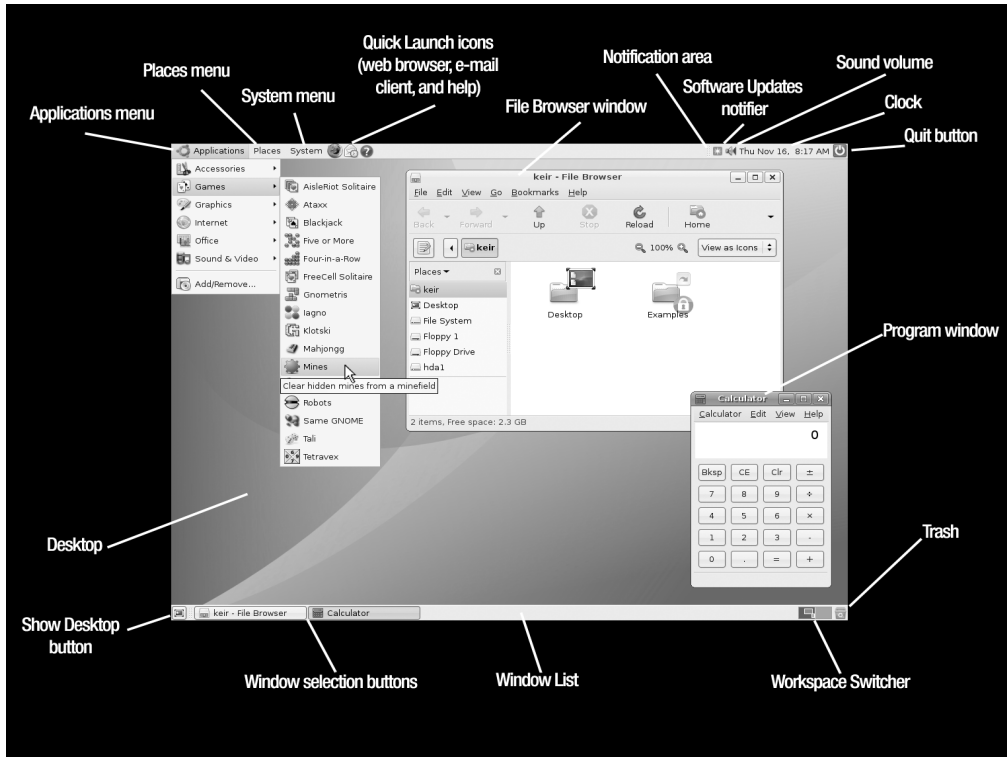 Quick Launch icons
(web browser, e-mail
client, and help)
Places menu
System menu
Applications menu
File Browser window
Notification area
Software Updates
notifier
Sound volume
Clock
Quit button
Applications Places System
Thu Nov 16, 8:17 AM
Accessories
Games
Graphics
Internet
Office
Sound & Video
Add/Remove...
AisleRiot Solitaire
Ataxx
Blackjack
Five or More
Four-in-a-Row
FreeCell Solitaire
Gnometris
Iagno
Klotski
Mahjongg
Mines
Clear hidden mines from a minefield
Robots
Same GNOME
Tali
Tetravex
keir - File Browser
File Edit View Go Bookmarks Help
Back Forward Up Stop Reload Home
keir 100% View as Icons
Places
keir
Desktop
File System
Floppy 1
Floppy Drive
hda1
Desktop Examples
2 items, Free space: 2.3 GB
Program window
Calculator
Calculator Edit View Help
0
Bksp CE Clr ±
7 8 9 ÷
4 5 6 ×
1 2 3 -
0 . = +
Desktop
Trash
keir - File Browser Calculator
Show Desktop
button
Window selection buttons
Window List
Workspace Switcher